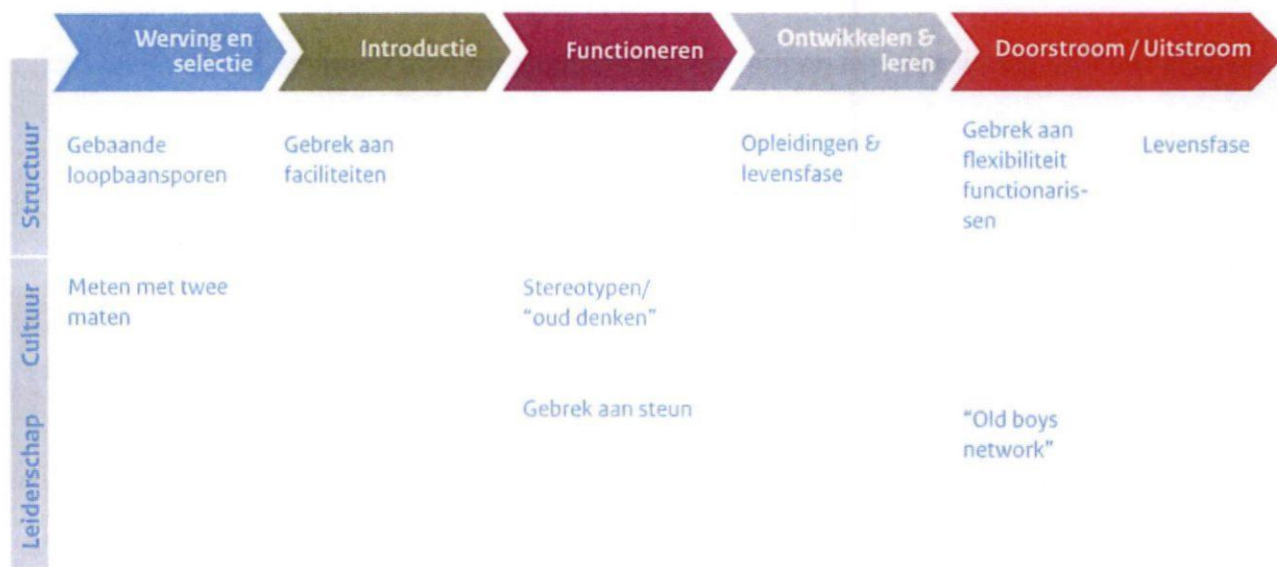 Werving en
selectie
Introductie
Functioneren
Ontwikkelen &
leren
Doorstroom / Uitstroom
Structuur
Gebaande
loopbaansporen
Gebrek aan
faciliteiten
Opleidingen &
levensfase
Gebrek aan
flexibiliteit
functionaris-
sen
Levensfase
Cultuur
Meten met twee
maten
Stereotypen/
“oud denken”
Leiderschap
Gebrek aan steun
“Old boys
network”